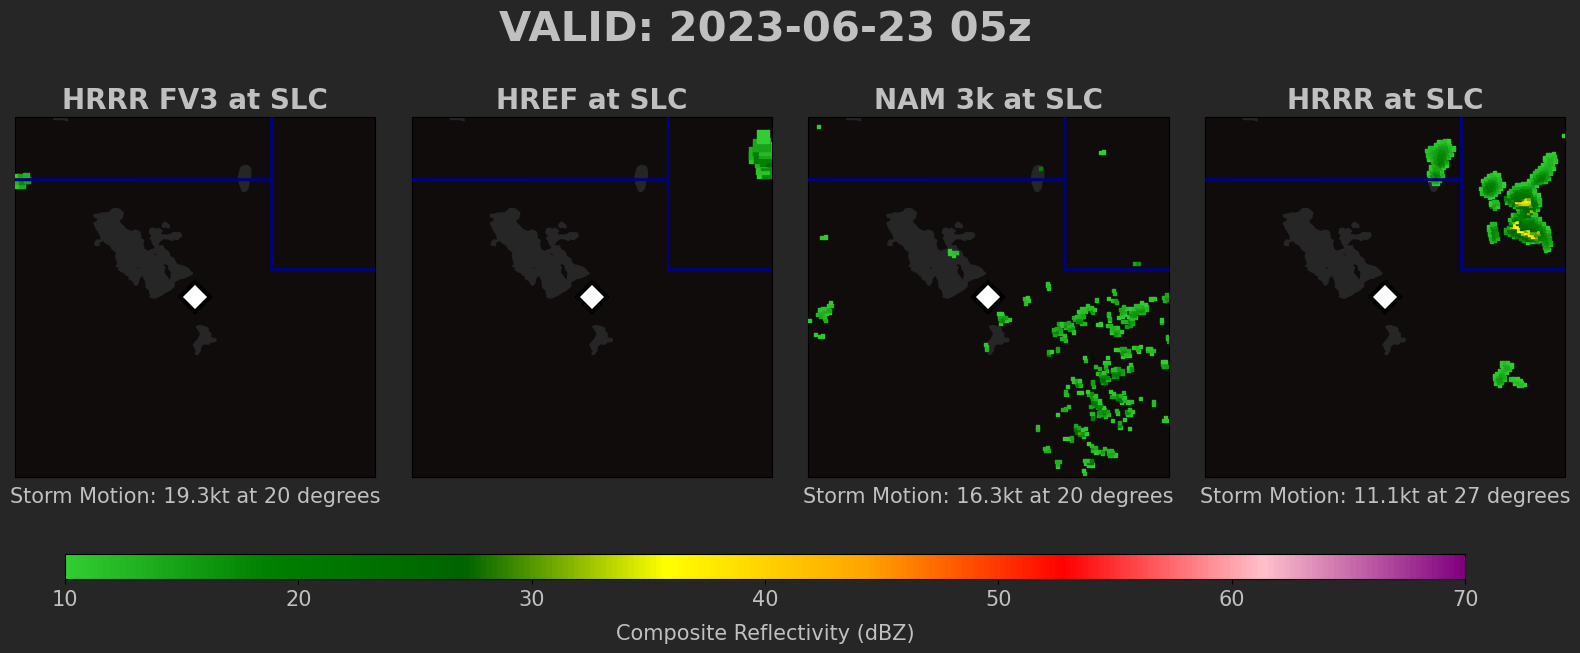 VALID: 2023-06-23 05z
HRRR FV3 at SLC
HREF at SLC
NAM 3k at SLC
HRRR at SLC
Storm Motion: 19.3kt at 20 degrees
Storm Motion: 16.3kt at 20 degrees
Storm Motion: 11.1kt at 27 degrees
10 20 30 40 50 60 70
Composite Reflectivity (dBZ)